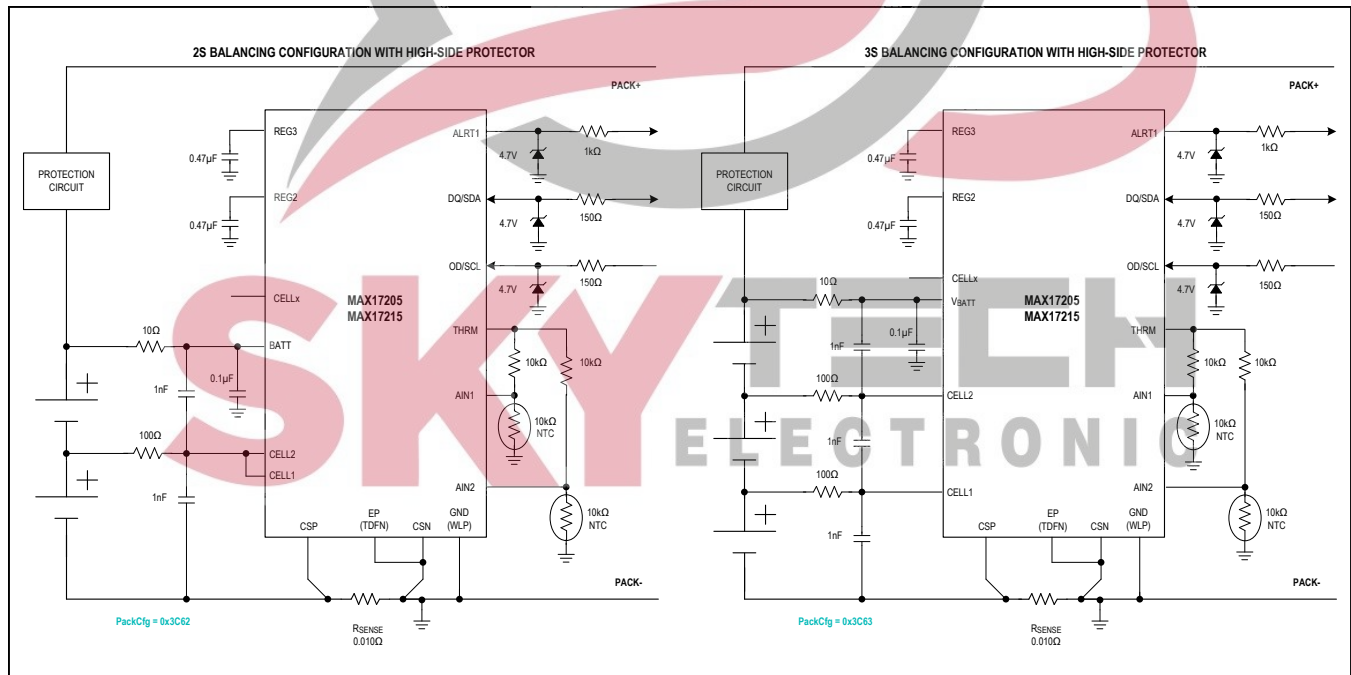 2S BALANCING CONFIGURATION WITH HIGH-SIDE PROTECTOR
PACK+
PROTECTION
CIRCUIT
REG3
0.47µF
REG2
0.47µF
ALRT1
4.7V
1kΩ
DQ/SDA
4.7V
150Ω
OD/SCL
4.7V
150Ω
CELLx
MAX17205
MAX17215
10Ω
BATT
THRM
10kΩ
10kΩ
1nF
0.1µF
AIN1
10kΩ
NTC
100Ω
CELL2
CELL1
1nF
AIN2
10kΩ
NTC
CSP
EP
(TDFN)
CSN
GND
(WLP)
PACK-
PackCfg = 0x3C62
RSENSE
0.010Ω
3S BALANCING CONFIGURATION WITH HIGH-SIDE PROTECTOR
PACK+
PROTECTION
CIRCUIT
REG3
0.47µF
REG2
0.47µF
ALRT1
4.7V
1kΩ
DQ/SDA
4.7V
150Ω
OD/SCL
4.7V
150Ω
CELLx
10Ω
VBATT
MAX17205
MAX17215
THRM
0.1µF
1nF
10kΩ
10kΩ
100Ω
CELL2
AIN1
10kΩ
NTC
1nF
100Ω
CELL1
AIN2
10kΩ
NTC
1nF
CSP
EP
(TDFN)
CSN
GND
(WLP)
PACK-
PackCfg = 0x3C63
RSENSE
0.010Ω
SKYTECH
ELECTRONIC